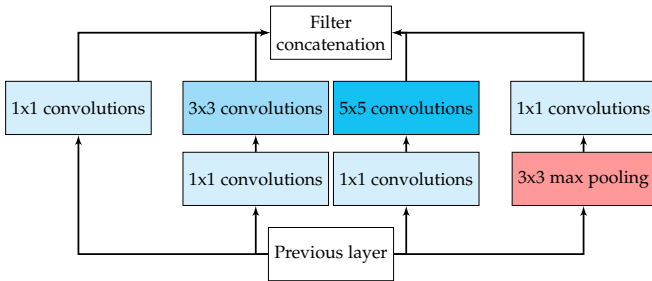 Filter
concatenation
1x1 convolutions
3x3 convolutions
5x5 convolutions
1x1 convolutions
1x1 convolutions
1x1 convolutions
3x3 max pooling
Previous layer